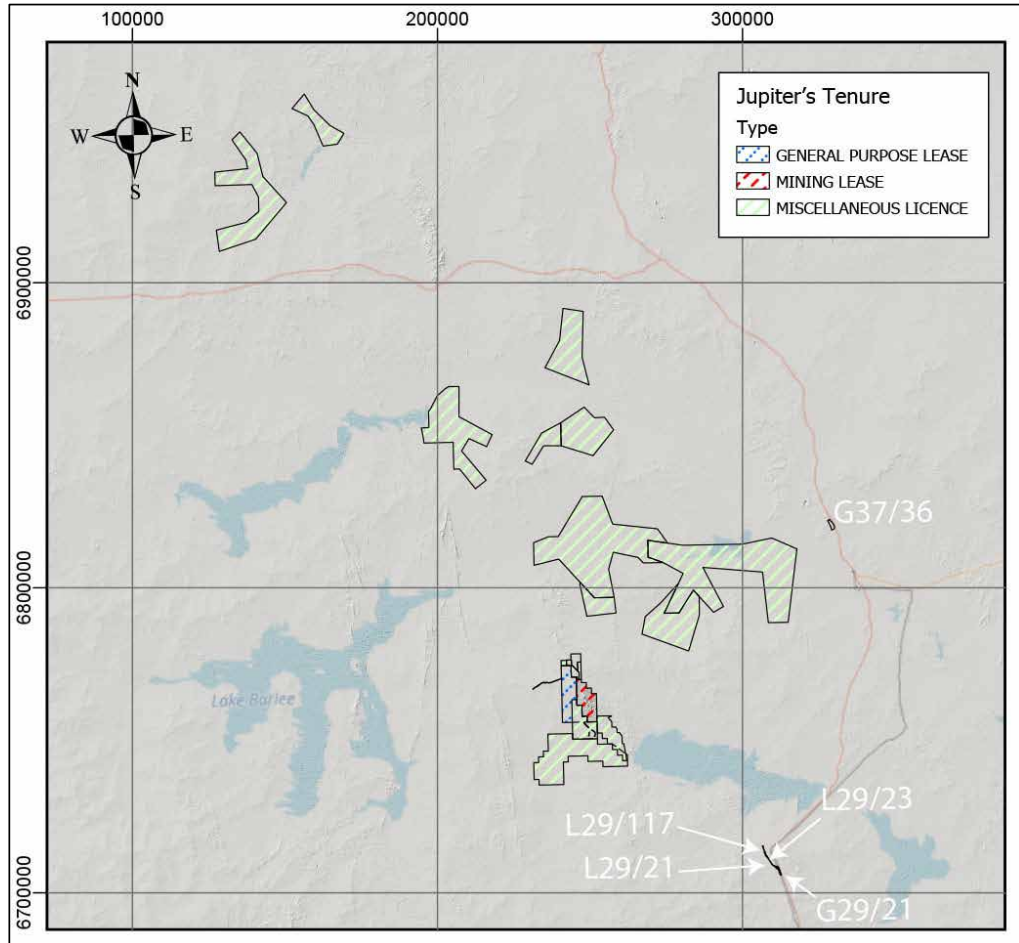 100000
200000
300000
N
W
E
S
Jupiter's Tenure
Type
GENERAL PURPOSE LEASE
MINING LEASE
MISCELLANEOUS LICENCE
6900000
G37/36
6800000
Lake Barlee
L29/23
L29/117
L29/21
G29/21
6700000